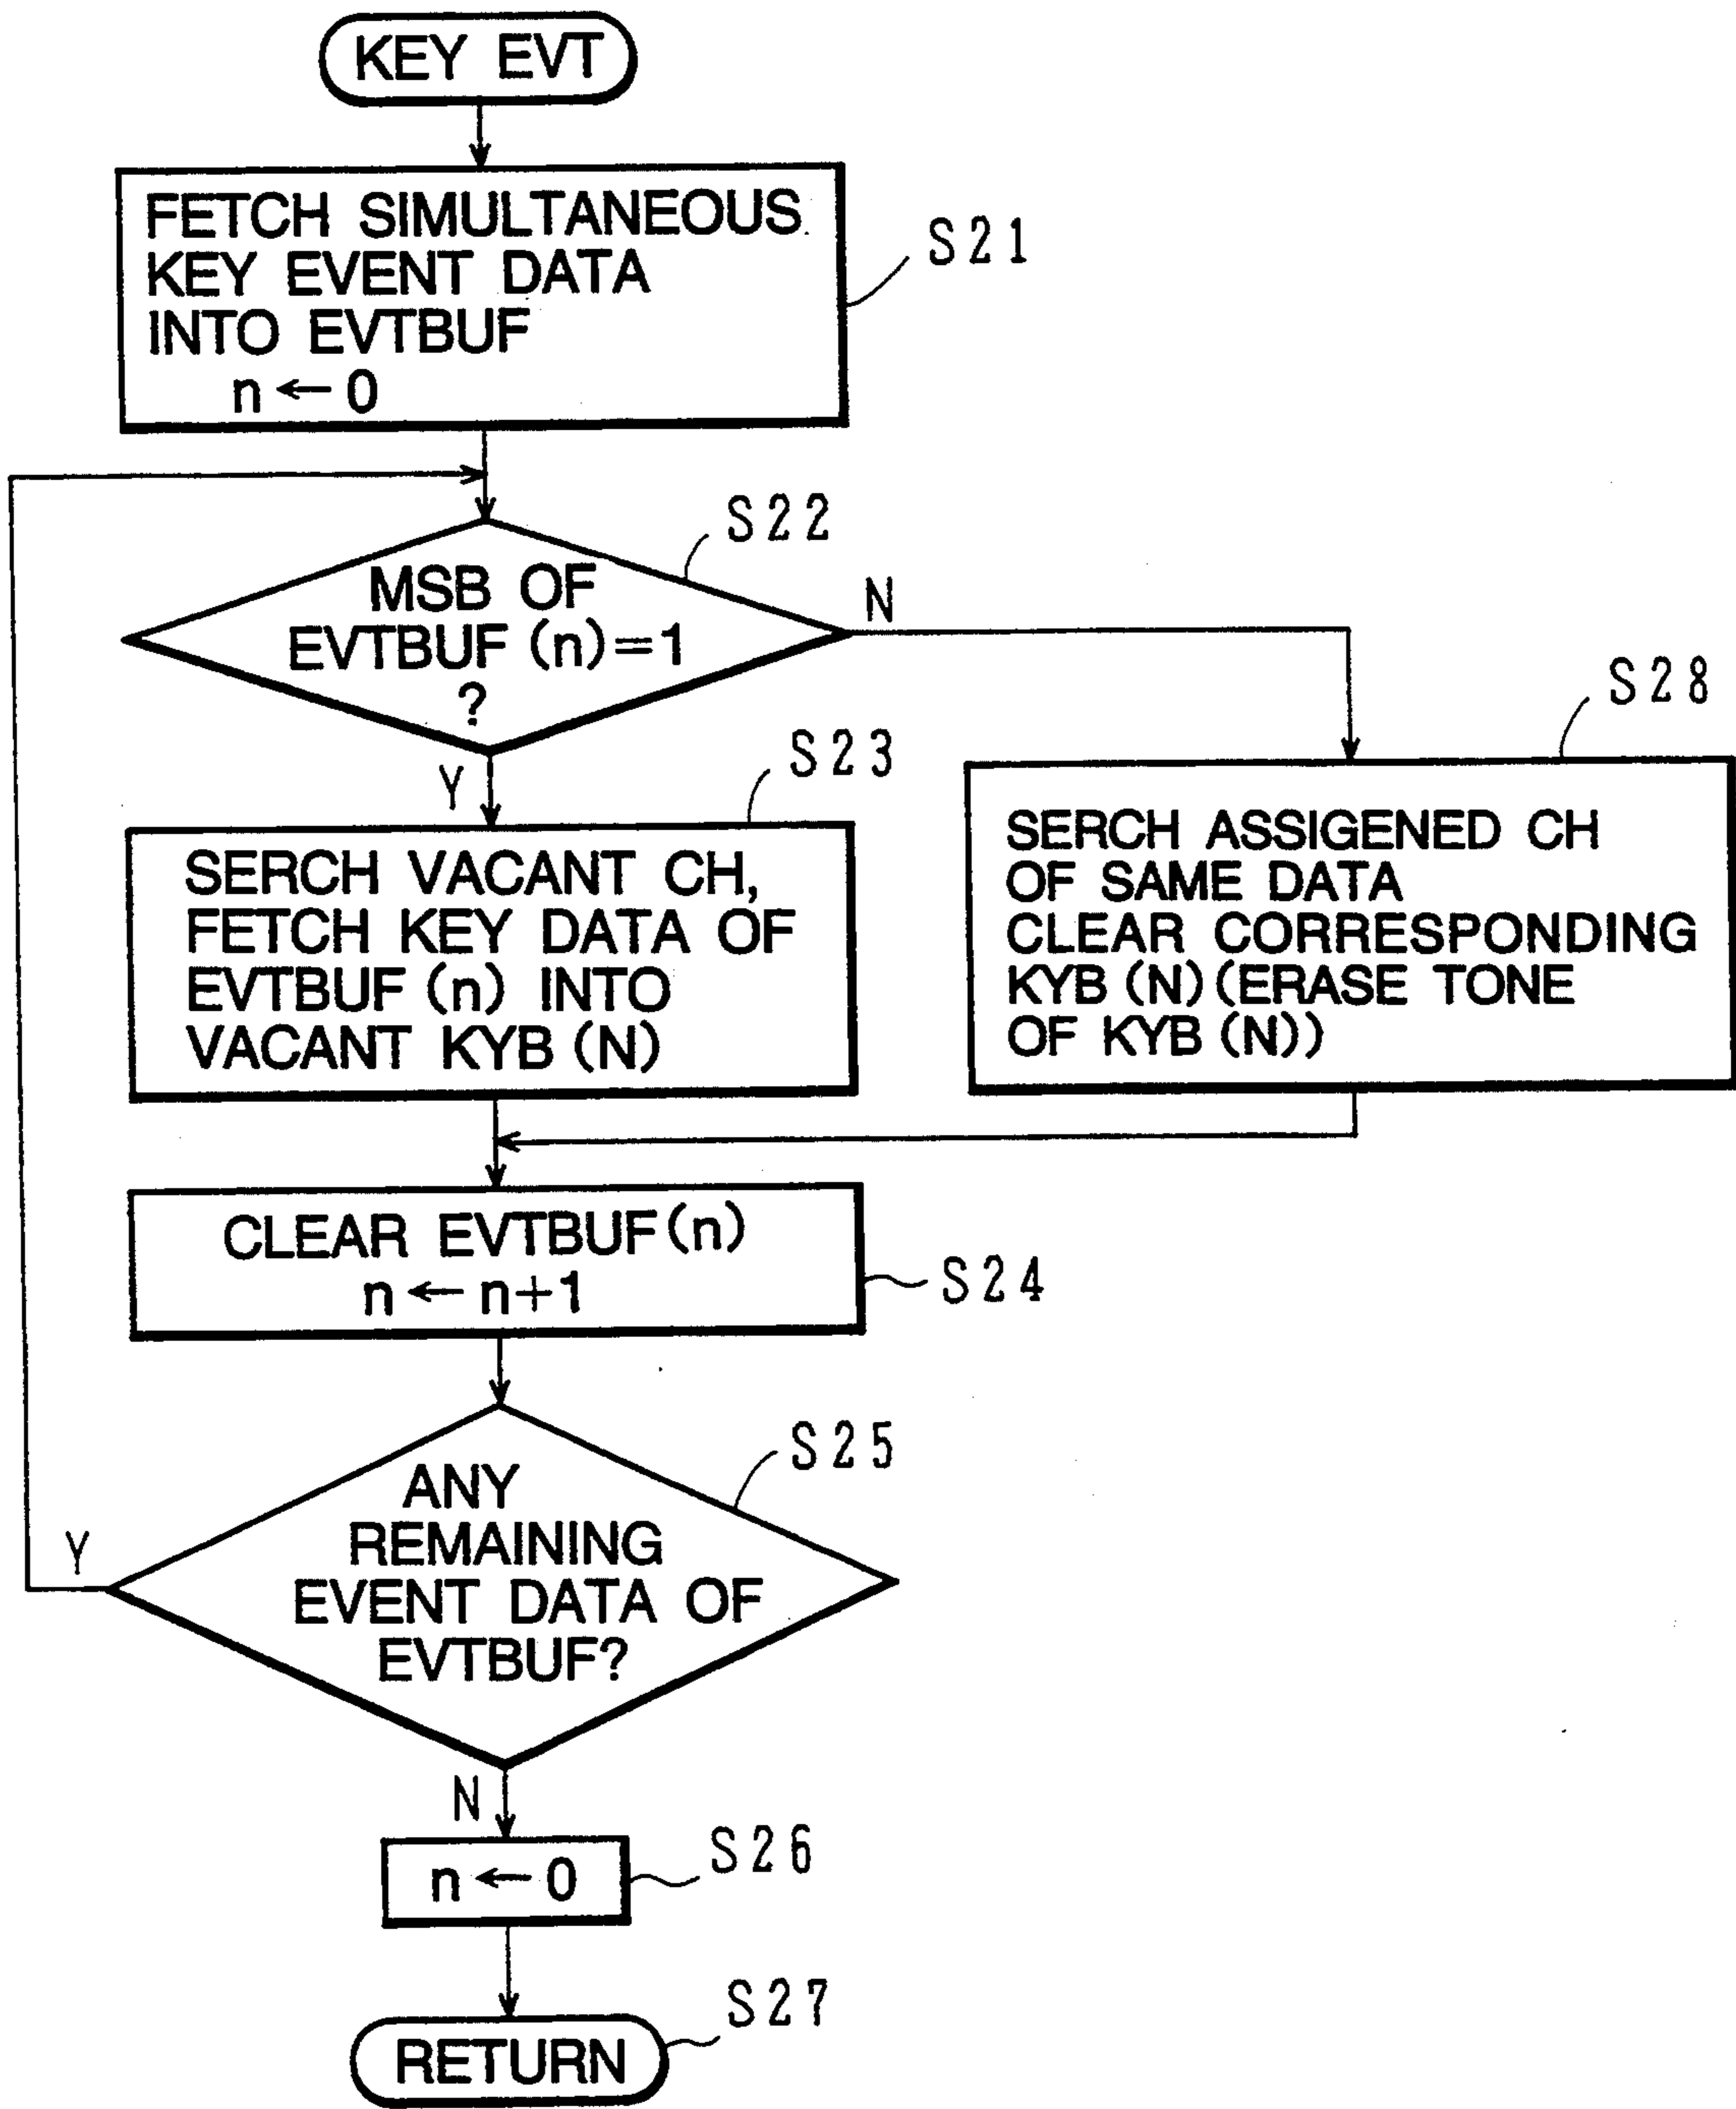 KEY EVT
FETCH SIMULTANEOUS
KEY EVENT DATA
INTO EVTBUF
n ← 0
S21
S22
MSB OF
EVTBUF (n)=1
?
N
Y
S23
SERCH VACANT CH,
FETCH KEY DATA OF
EVTBUF (n) INTO
VACANT KYB (N)
S28
SERCH ASSIGENED CH
OF SAME DATA
CLEAR CORRESPONDING
KYB (N) (ERASE TONE
OF KYB (N))
CLEAR EVTBUF (n)
n ← n+1
S24
S25
ANY
REMAINING
EVENT DATA OF
EVTBUF?
Y
N
n ← 0
S26
S27
RETURN